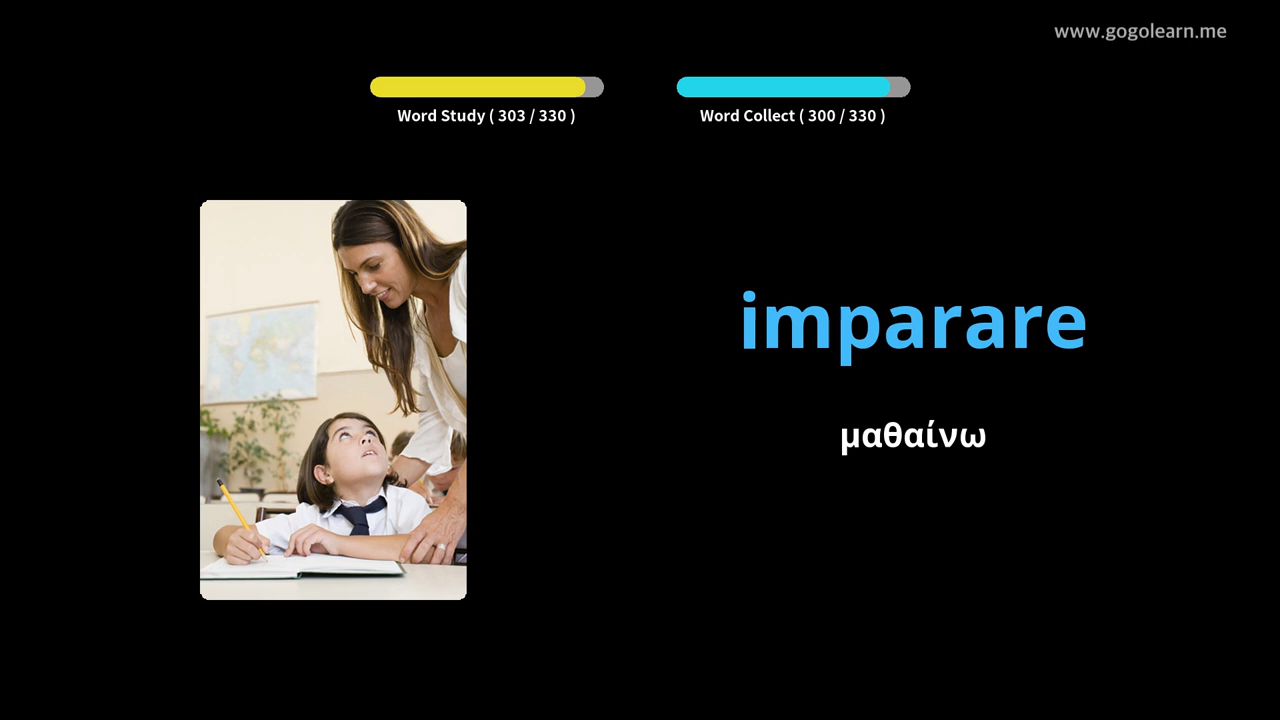 www.gogolearn.me
Word Study ( 303 / 330 )
Word Collect ( 300 / 330 )
imparare
μαθαίνω